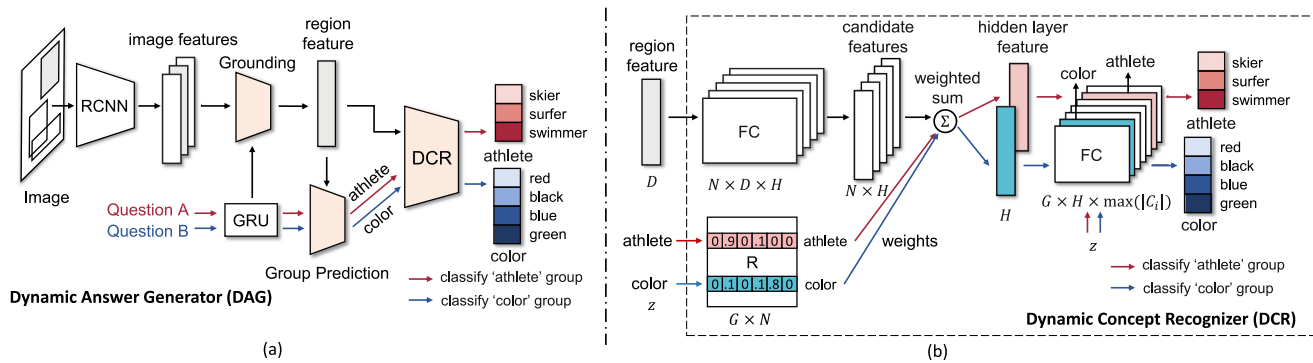 image features
region
feature
Grounding
RCNN
Image
DCR
skier
surfer
swimmer
athlete
red
black
blue
green
color
athlete
color
Question A
Question B
GRU
Group Prediction
classify 'athlete' group
classify 'color' group
Dynamic Answer Generator (DAG)
(a)
region
feature
D
FC
N × D × H
candidate
features
N × H
weighted
sum
Σ
hidden layer
feature
H
color
athlete
FC
G × H × max(|C_i|)
z
skier
surfer
swimmer
athlete
red
black
blue
green
color
athlete
0 .9 0 .1 0 0
athlete
R
color
z
0 .1 0 .1 .8 0
color
G × N
weights
classify 'athlete' group
classify 'color' group
Dynamic Concept Recognizer (DCR)
(b)